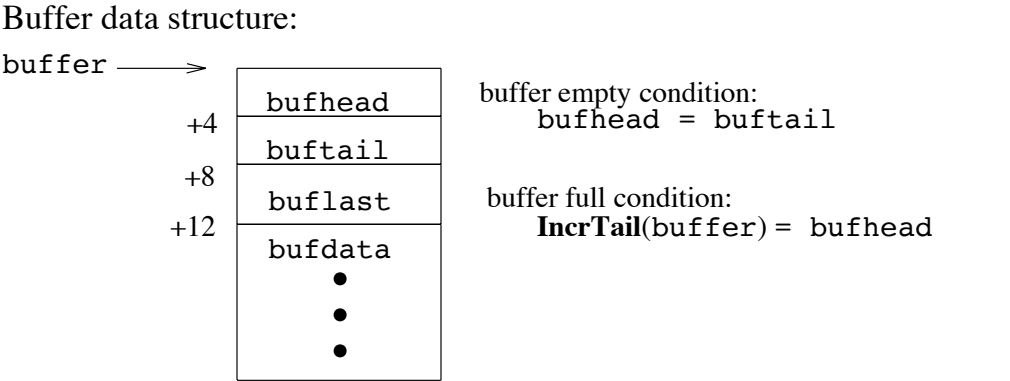 Buffer data structure:
buffer
bufhead
+4
buftail
+8
buflast
+12
bufdata
buffer empty condition:
bufhead = buftail
buffer full condition:
IncrTail(buffer) = bufhead